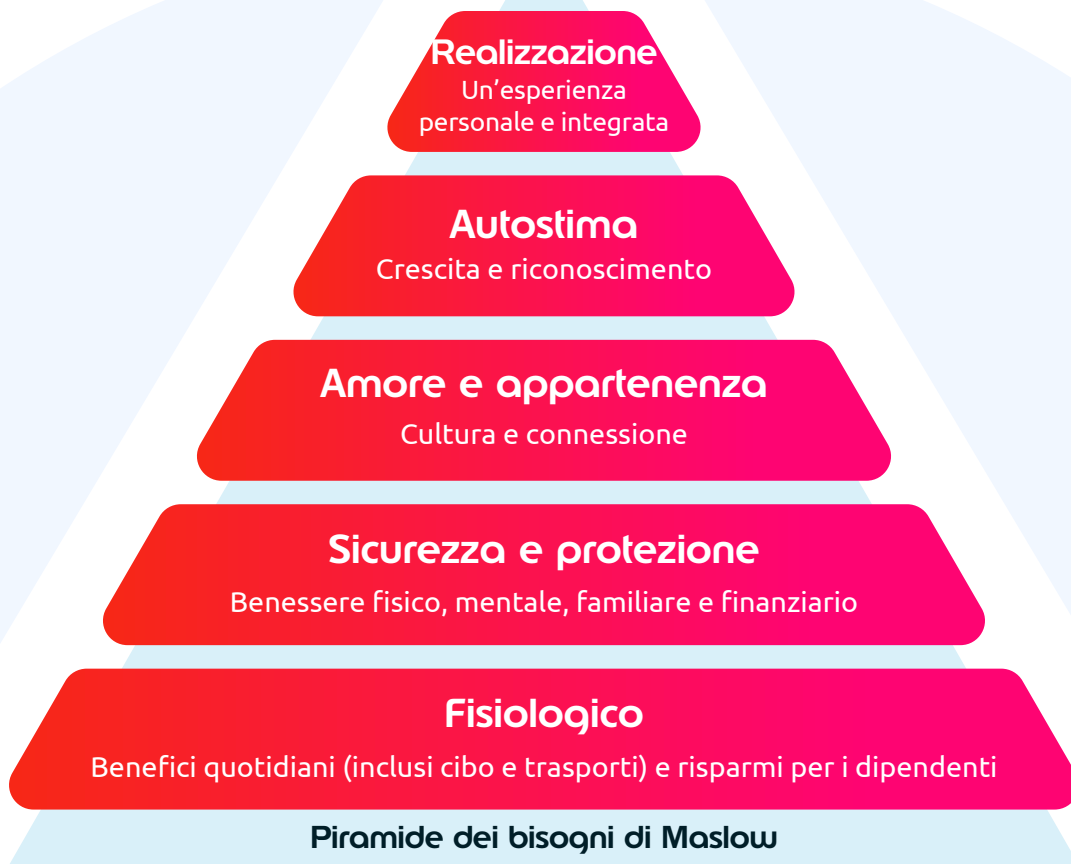 Realizzazione
Un’esperienza
personale e integrata
Autostima
Crescita e riconoscimento
Amore e appartenenza
Cultura e connessione
Sicurezza e protezione
Benessere fisico, mentale, familiare e finanziario
Fisiologico
Benefici quotidiani (inclusi cibo e trasporti) e risparmi per i dipendenti
Piramide dei bisogni di Maslow